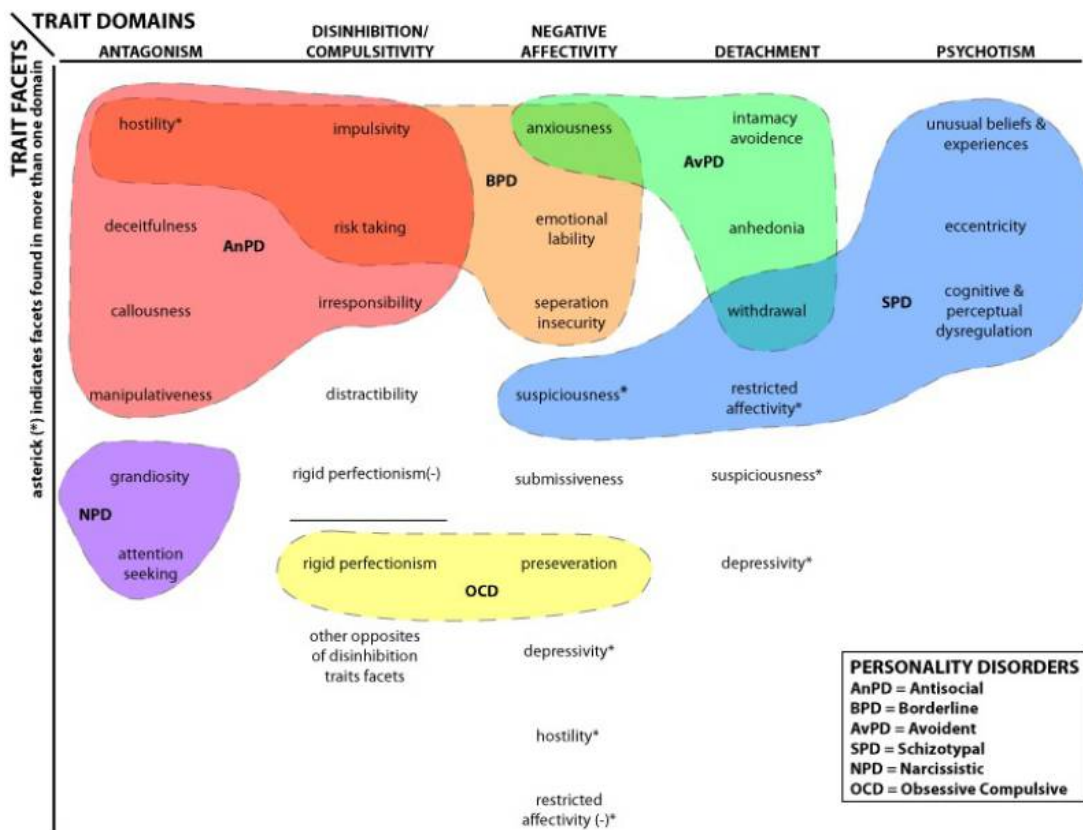 TRAIT DOMAINS
TRAIT FACETS
asterick (*) indicates facets found in more than one domain
ANTAGONISM
DISINHIBITION/
COMPULSITIVITY
NEGATIVE
AFFECTIVITY
DETACHMENT
PSYCHOTISM
hostility*
impulsivity
anxiousness
intamacy
avoidence
unusual beliefs &
experiences
BPD
AvPD
deceitfulness
AnPD
risk taking
emotional
lability
anhedonia
eccentricity
callousness
irresponsibility
seperation
insecurity
withdrawal
SPD
cognitive &
perceptual
dysregulation
manipulativeness
distractibility
suspiciousness*
restricted
affectivity*
grandiosity
rigid perfectionism(-)
submissiveness
suspiciousness*
NPD
attention
seeking
rigid perfectionism
preseveration
depressivity*
OCD
other opposites
of disinhibition
traits facets
depressivity*
hostility*
restricted
affectivity (-)*
PERSONALITY DISORDERS
AnPD = Antisocial
BPD = Borderline
AvPD = Avoident
SPD = Schizotypal
NPD = Narcissistic
OCD = Obsessive Compulsive